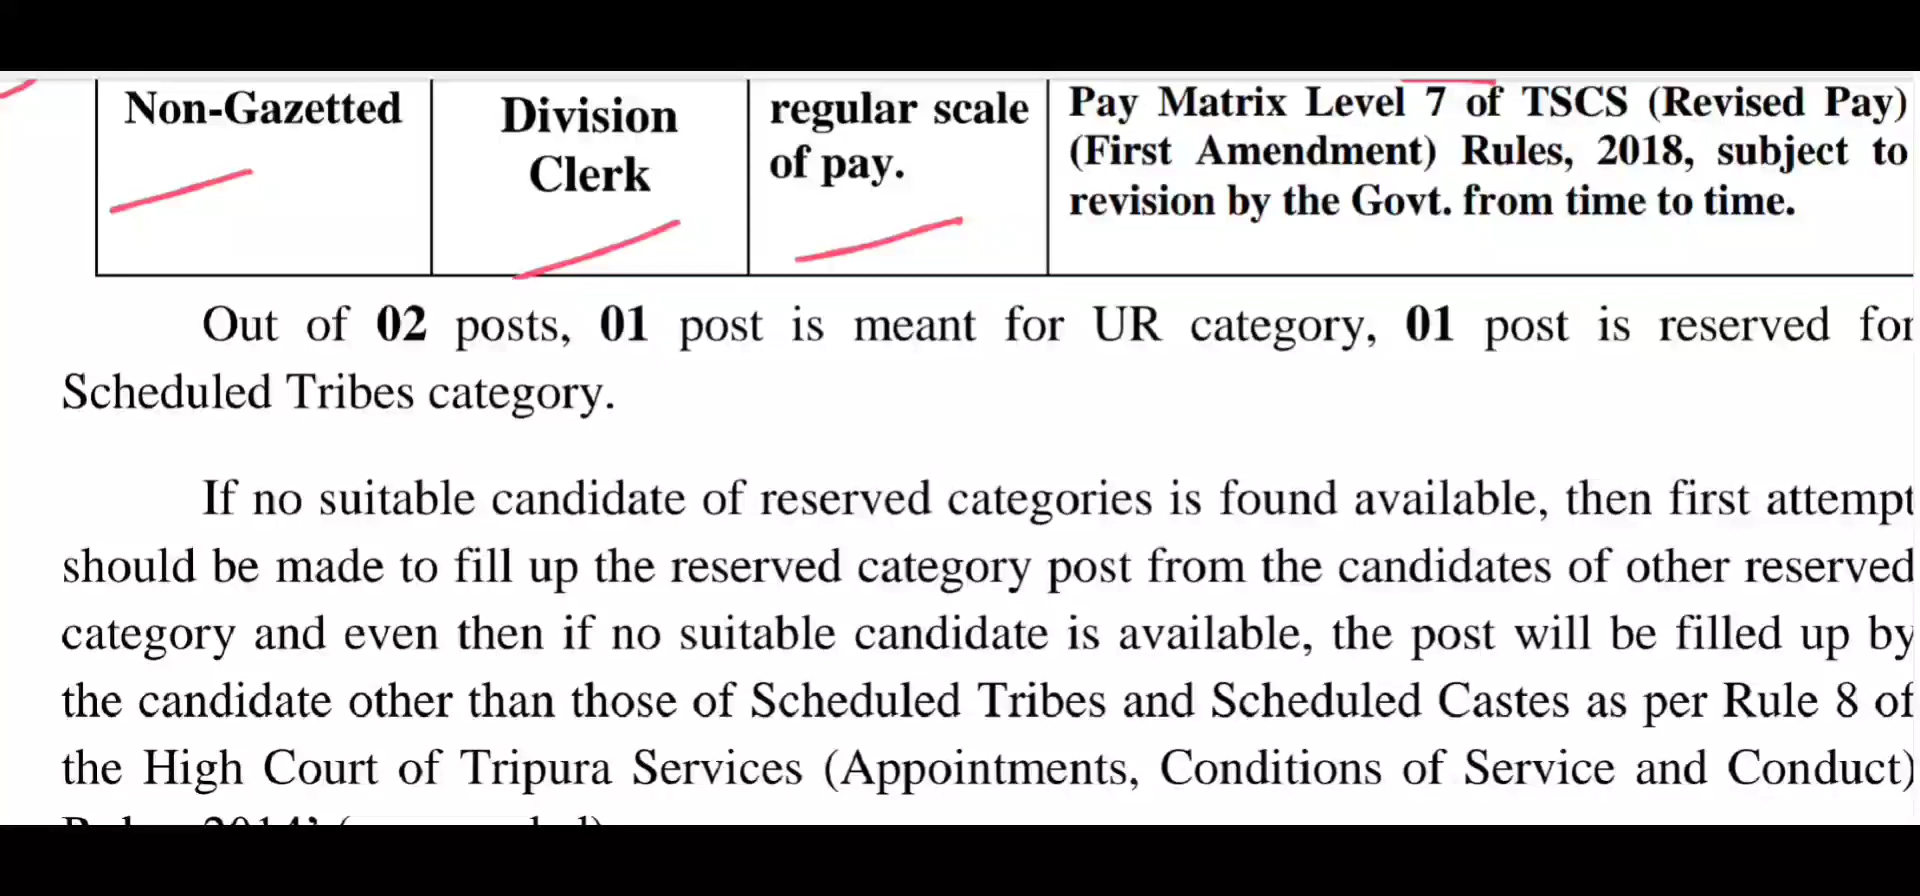 Non-Gazetted
Division
Clerk
regular scale
of pay.
Pay Matrix Level 7 of TSCS (Revised Pay)
(First Amendment) Rules, 2018, subject to
revision by the Govt. from time to time.
Out of 02 posts, 01 post is meant for UR category, 01 post is reserved for
Scheduled Tribes category.
If no suitable candidate of reserved categories is found available, then first attempt
should be made to fill up the reserved category post from the candidates of other reserved
category and even then if no suitable candidate is available, the post will be filled up by
the candidate other than those of Scheduled Tribes and Scheduled Castes as per Rule 8 of
the High Court of Tripura Services (Appointments, Conditions of Service and Conduct)